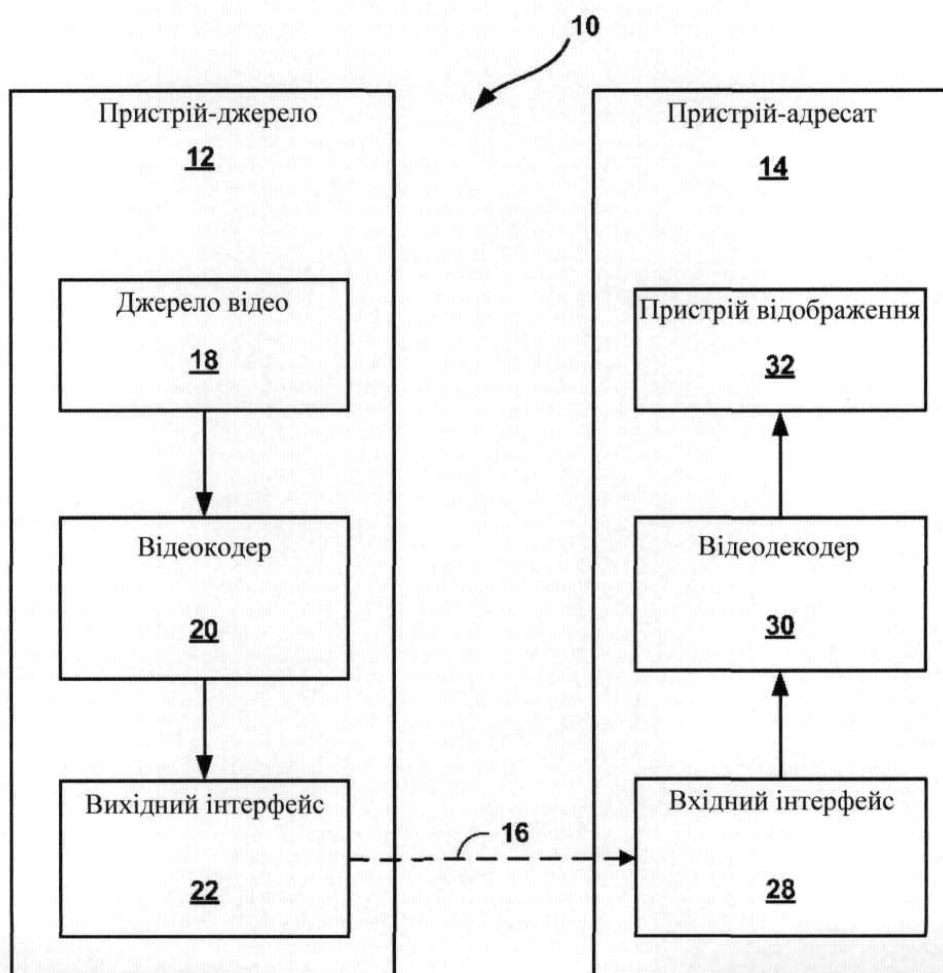 10
Пристрій-джерело
12
Джерело відео
18
Відеокодер
20
Вихідний інтерфейс
22
16
Пристрій-адресат
14
Пристрій відображення
32
Відеодекодер
30
Вхідний інтерфейс
28